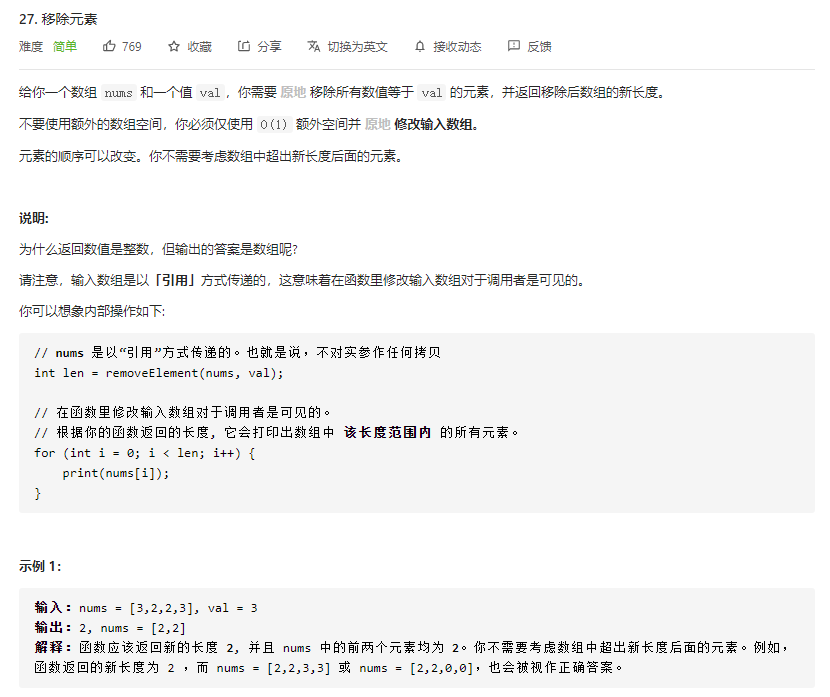 27. 移除元素
难度 简单 769 收藏 分享 切换为英文 接收动态 反馈
给你一个数组 nums 和一个值 val，你需要 原地 移除所有数值等于 val 的元素，并返回移除后数组的新长度。
不要使用额外的数组空间，你必须仅使用 O(1) 额外空间并 原地 修改输入数组。
元素的顺序可以改变。你不需要考虑数组中超出新长度后面的元素。
说明:
为什么返回数值是整数，但输出的答案是数组呢?
请注意，输入数组是以「引用」方式传递的，这意味着在函数里修改输入数组对于调用者是可见的。
你可以想象内部操作如下:
// nums 是以“引用”方式传递的。也就是说，不对实参作任何拷贝
int len = removeElement(nums, val);
// 在函数里修改输入数组对于调用者是可见的。
// 根据你的函数返回的长度, 它会打印出数组中 该长度范围内 的所有元素。
for (int i = 0; i < len; i++) {
    print(nums[i]);
}
示例 1：
输入：nums = [3,2,2,3], val = 3
输出：2, nums = [2,2]
解释：函数应该返回新的长度 2, 并且 nums 中的前两个元素均为 2。你不需要考虑数组中超出新长度后面的元素。例如，
函数返回的新长度为 2 ，而 nums = [2,2,3,3] 或 nums = [2,2,0,0]，也会被视作正确答案。